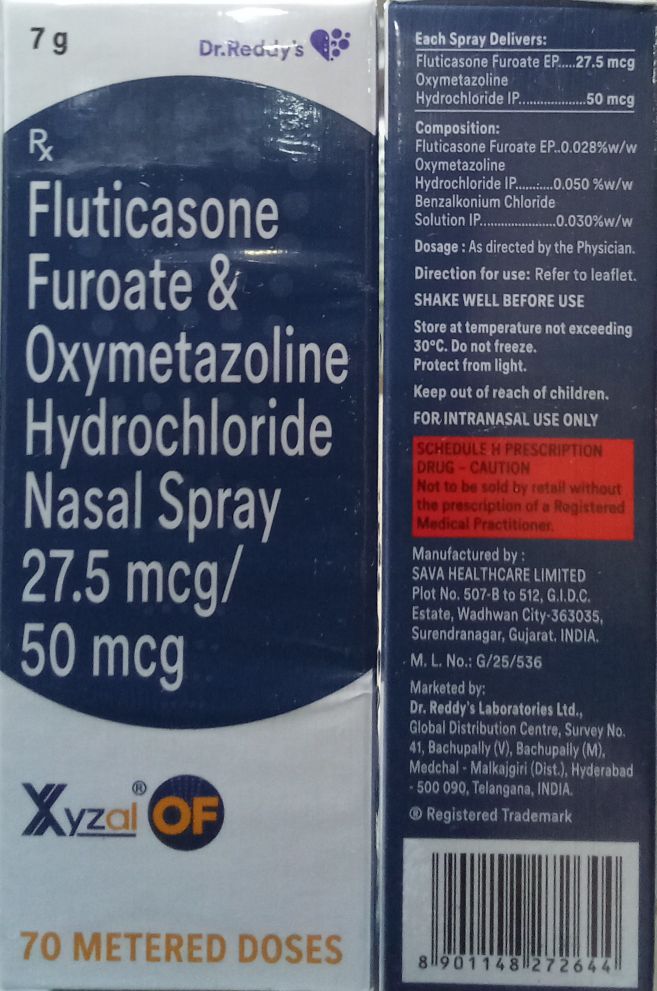 7 g
Dr.Reddy's
Rx
Fluticasone
Furoate &
Oxymetazoline
Hydrochloride
Nasal Spray
27.5 mcg/
50 mcg
Xyzal® OF
70 METERED DOSES
Each Spray Delivers:
Fluticasone Furoate EP....27.5 mcg
Oxymetazoline
Hydrochloride IP..................50 mcg
Composition:
Fluticasone Furoate EP..0.028%w/w
Oxymetazoline
Hydrochloride IP..........0.050 %w/w
Benzalkonium Chloride
Solution IP.....................0.030%w/w
Dosage : As directed by the Physician.
Direction for use: Refer to leaflet.
SHAKE WELL BEFORE USE
Store at temperature not exceeding
30°C. Do not freeze.
Protect from light.
Keep out of reach of children.
FOR INTRANASAL USE ONLY
SCHEDULE H PRESCRIPTION
DRUG - CAUTION
Not to be sold by retail without
the prescription of a Registered
Medical Practitioner.
Manufactured by :
SAVA HEALTHCARE LIMITED
Plot No. 507-B to 512, G.I.D.C.
Estate, Wadhwan City-363035,
Surendranagar, Gujarat. INDIA.
M. L. No.: G/25/536
Marketed by:
Dr. Reddy's Laboratories Ltd.,
Global Distribution Centre, Survey No.
41, Bachupally (V), Bachupally (M),
Medchal - Malkajgiri (Dist.), Hyderabad
- 500 090, Telangana, INDIA.
® Registered Trademark
8 901148 272644